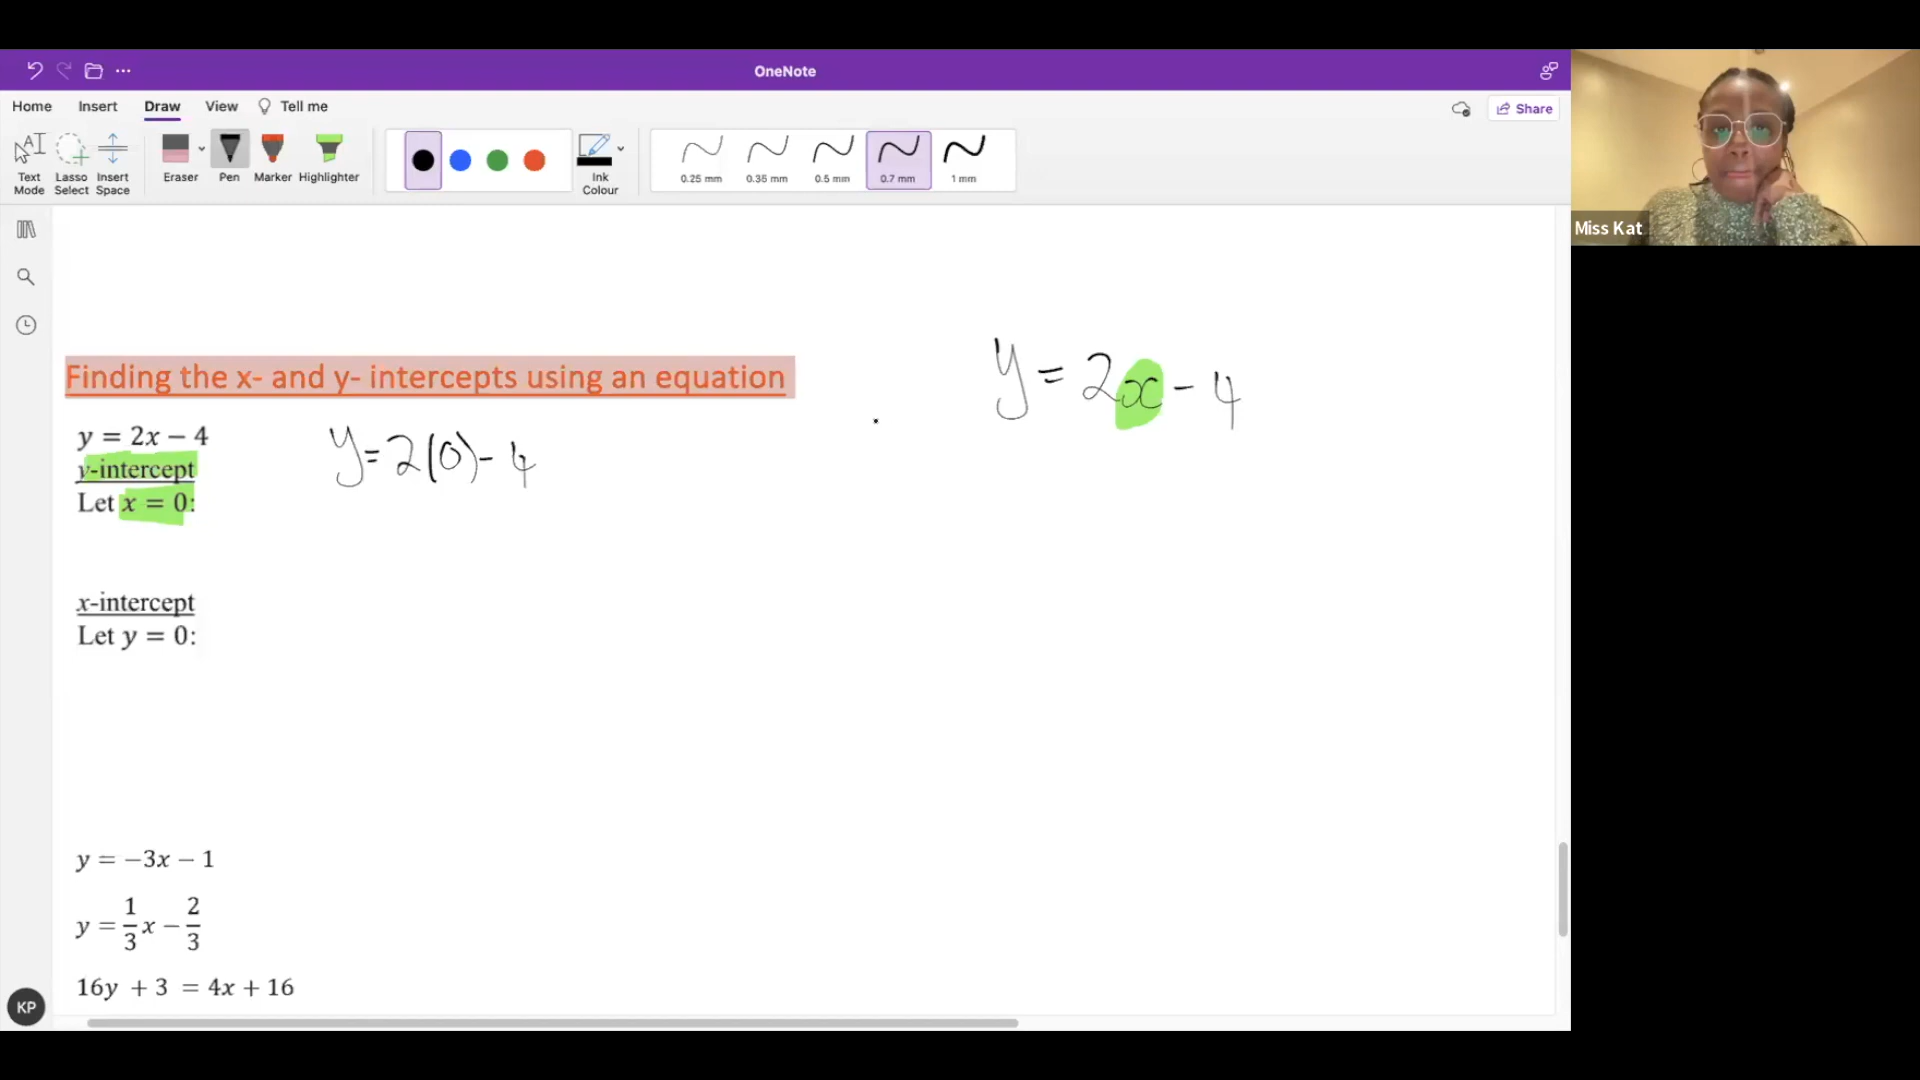 OneNote
Home Insert Draw View Tell me
Share
Text Mode
Lasso Select
Insert Space
Eraser
Pen
Marker
Highlighter
Ink Colour
0.25 mm
0.35 mm
0.5 mm
0.7 mm
1 mm
Miss Kat
y = 2x - 4
Finding the x- and y- intercepts using an equation
y = 2x − 4
y = 2(0) - 4
y-intercept
Let x = 0:
x-intercept
Let y = 0:
y = −3x − 1
y = 1/3 x − 2/3
16y + 3 = 4x + 16
KP